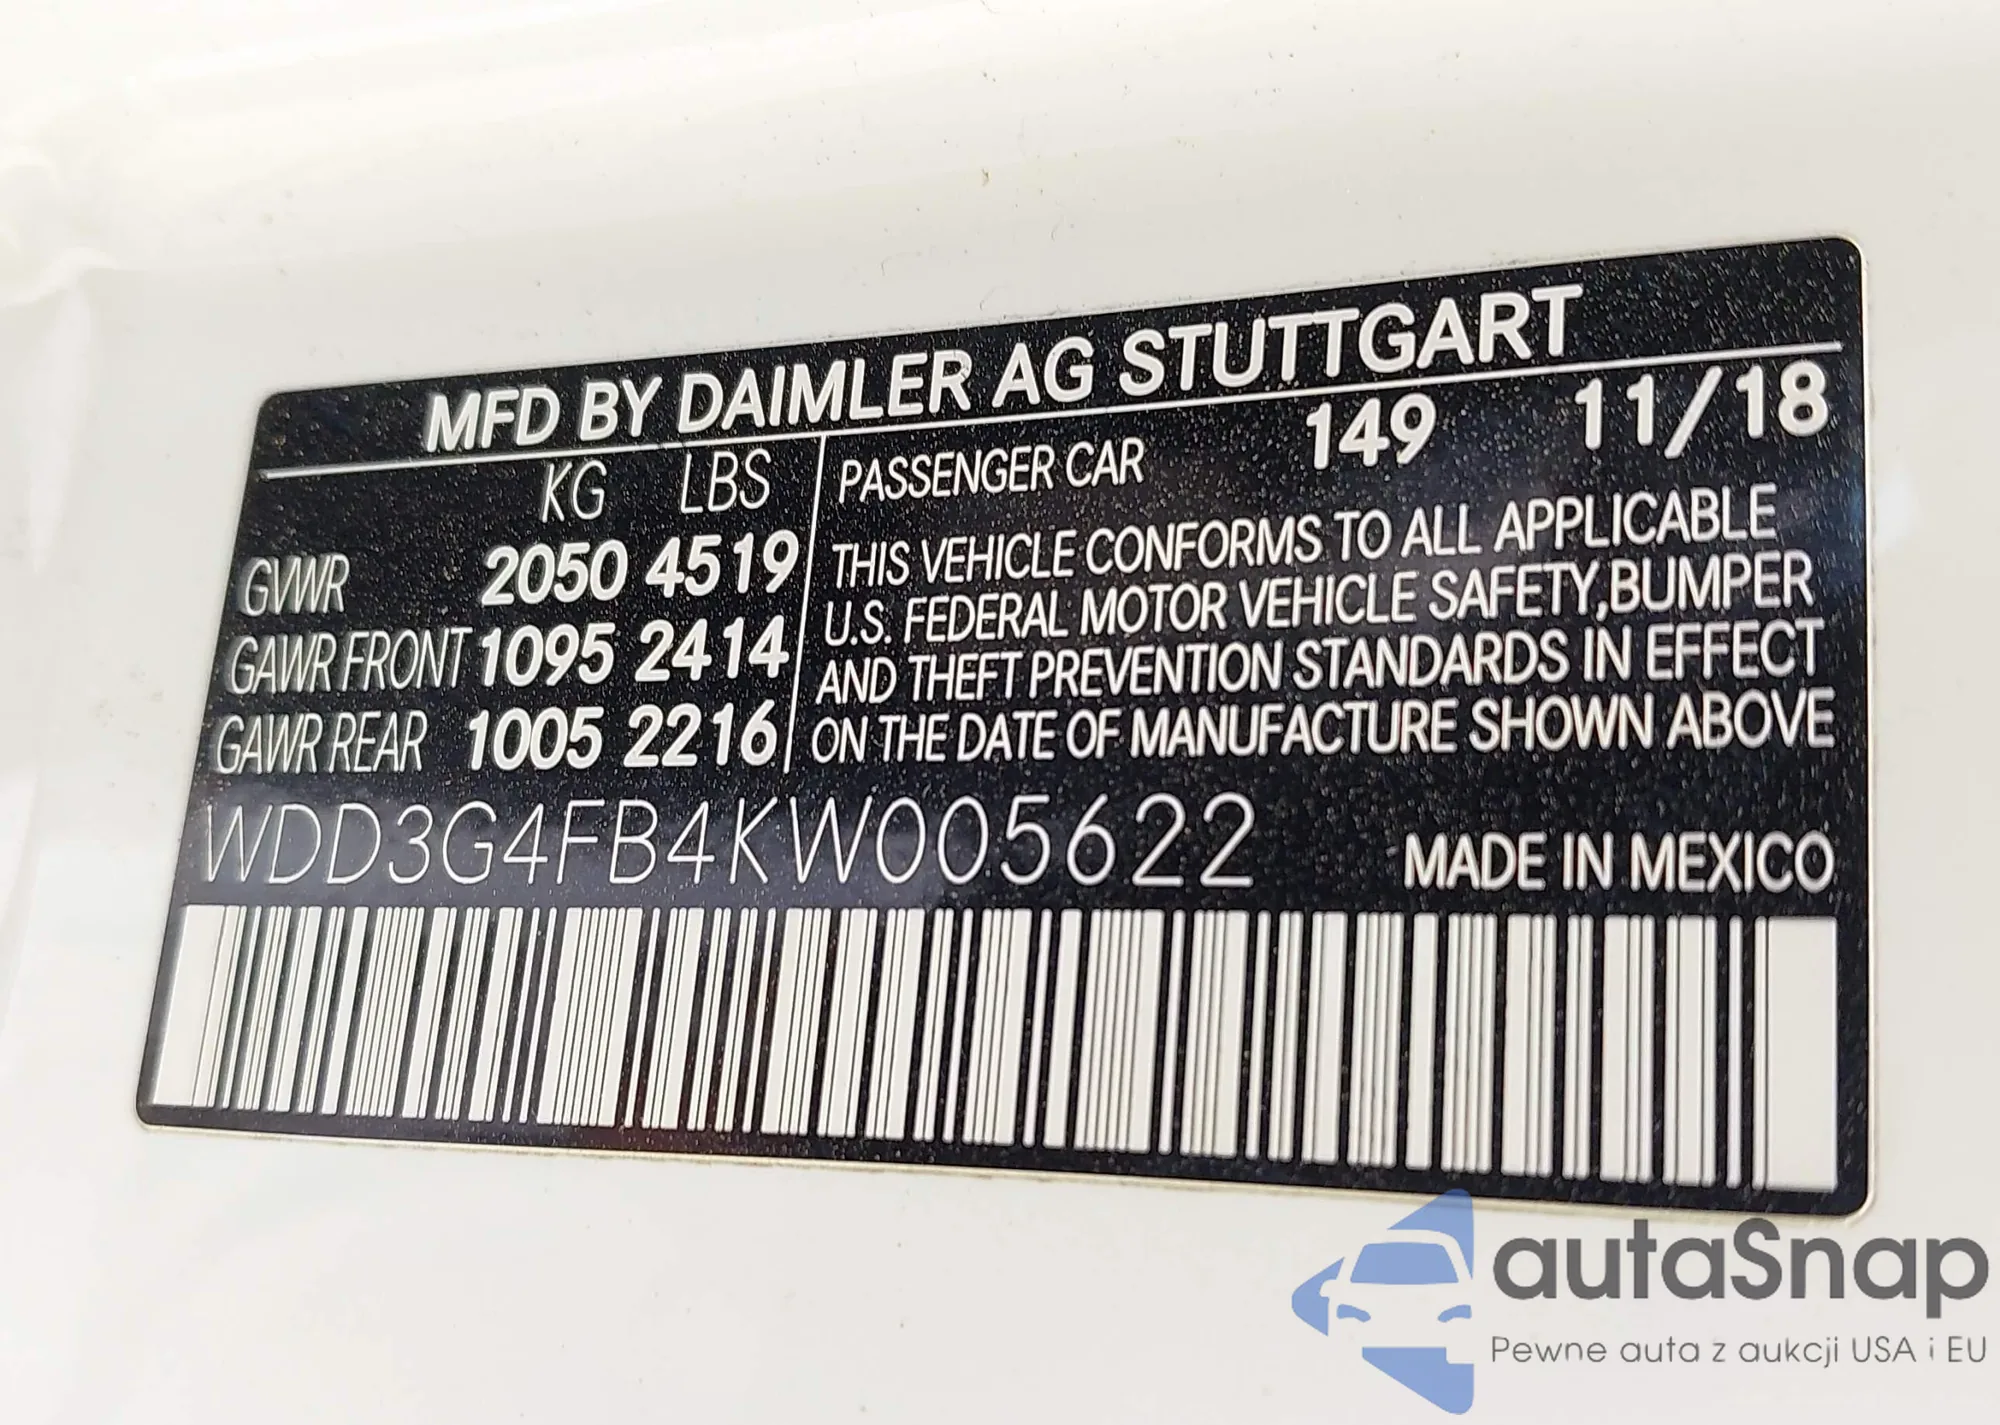 MFD BY DAIMLER AG STUTTGART
KG LBS
GVWR 2050 4519
GAWR FRONT 1095 2414
GAWR REAR 1005 2216
PASSENGER CAR 149 11/18
THIS VEHICLE CONFORMS TO ALL APPLICABLE
U.S. FEDERAL MOTOR VEHICLE SAFETY,BUMPER
AND THEFT PREVENTION STANDARDS IN EFFECT
ON THE DATE OF MANUFACTURE SHOWN ABOVE
WDD3G4FB4KW005622
MADE IN MEXICO
autaSnap
Pewne auta z aukcji USA i EU